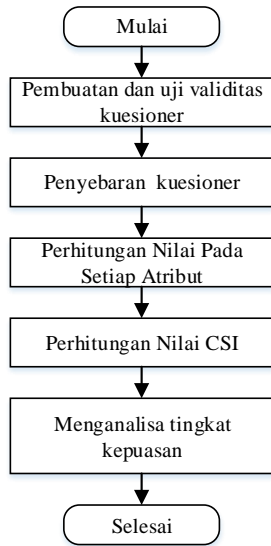 Mulai
Pembuatan dan uji validitas
kuesioner
Penyebaran kuesioner
Perhitungan Nilai Pada
Setiap Atribut
Perhitungan Nilai CSI
Menganalisa tingkat
kepuasan
Selesai